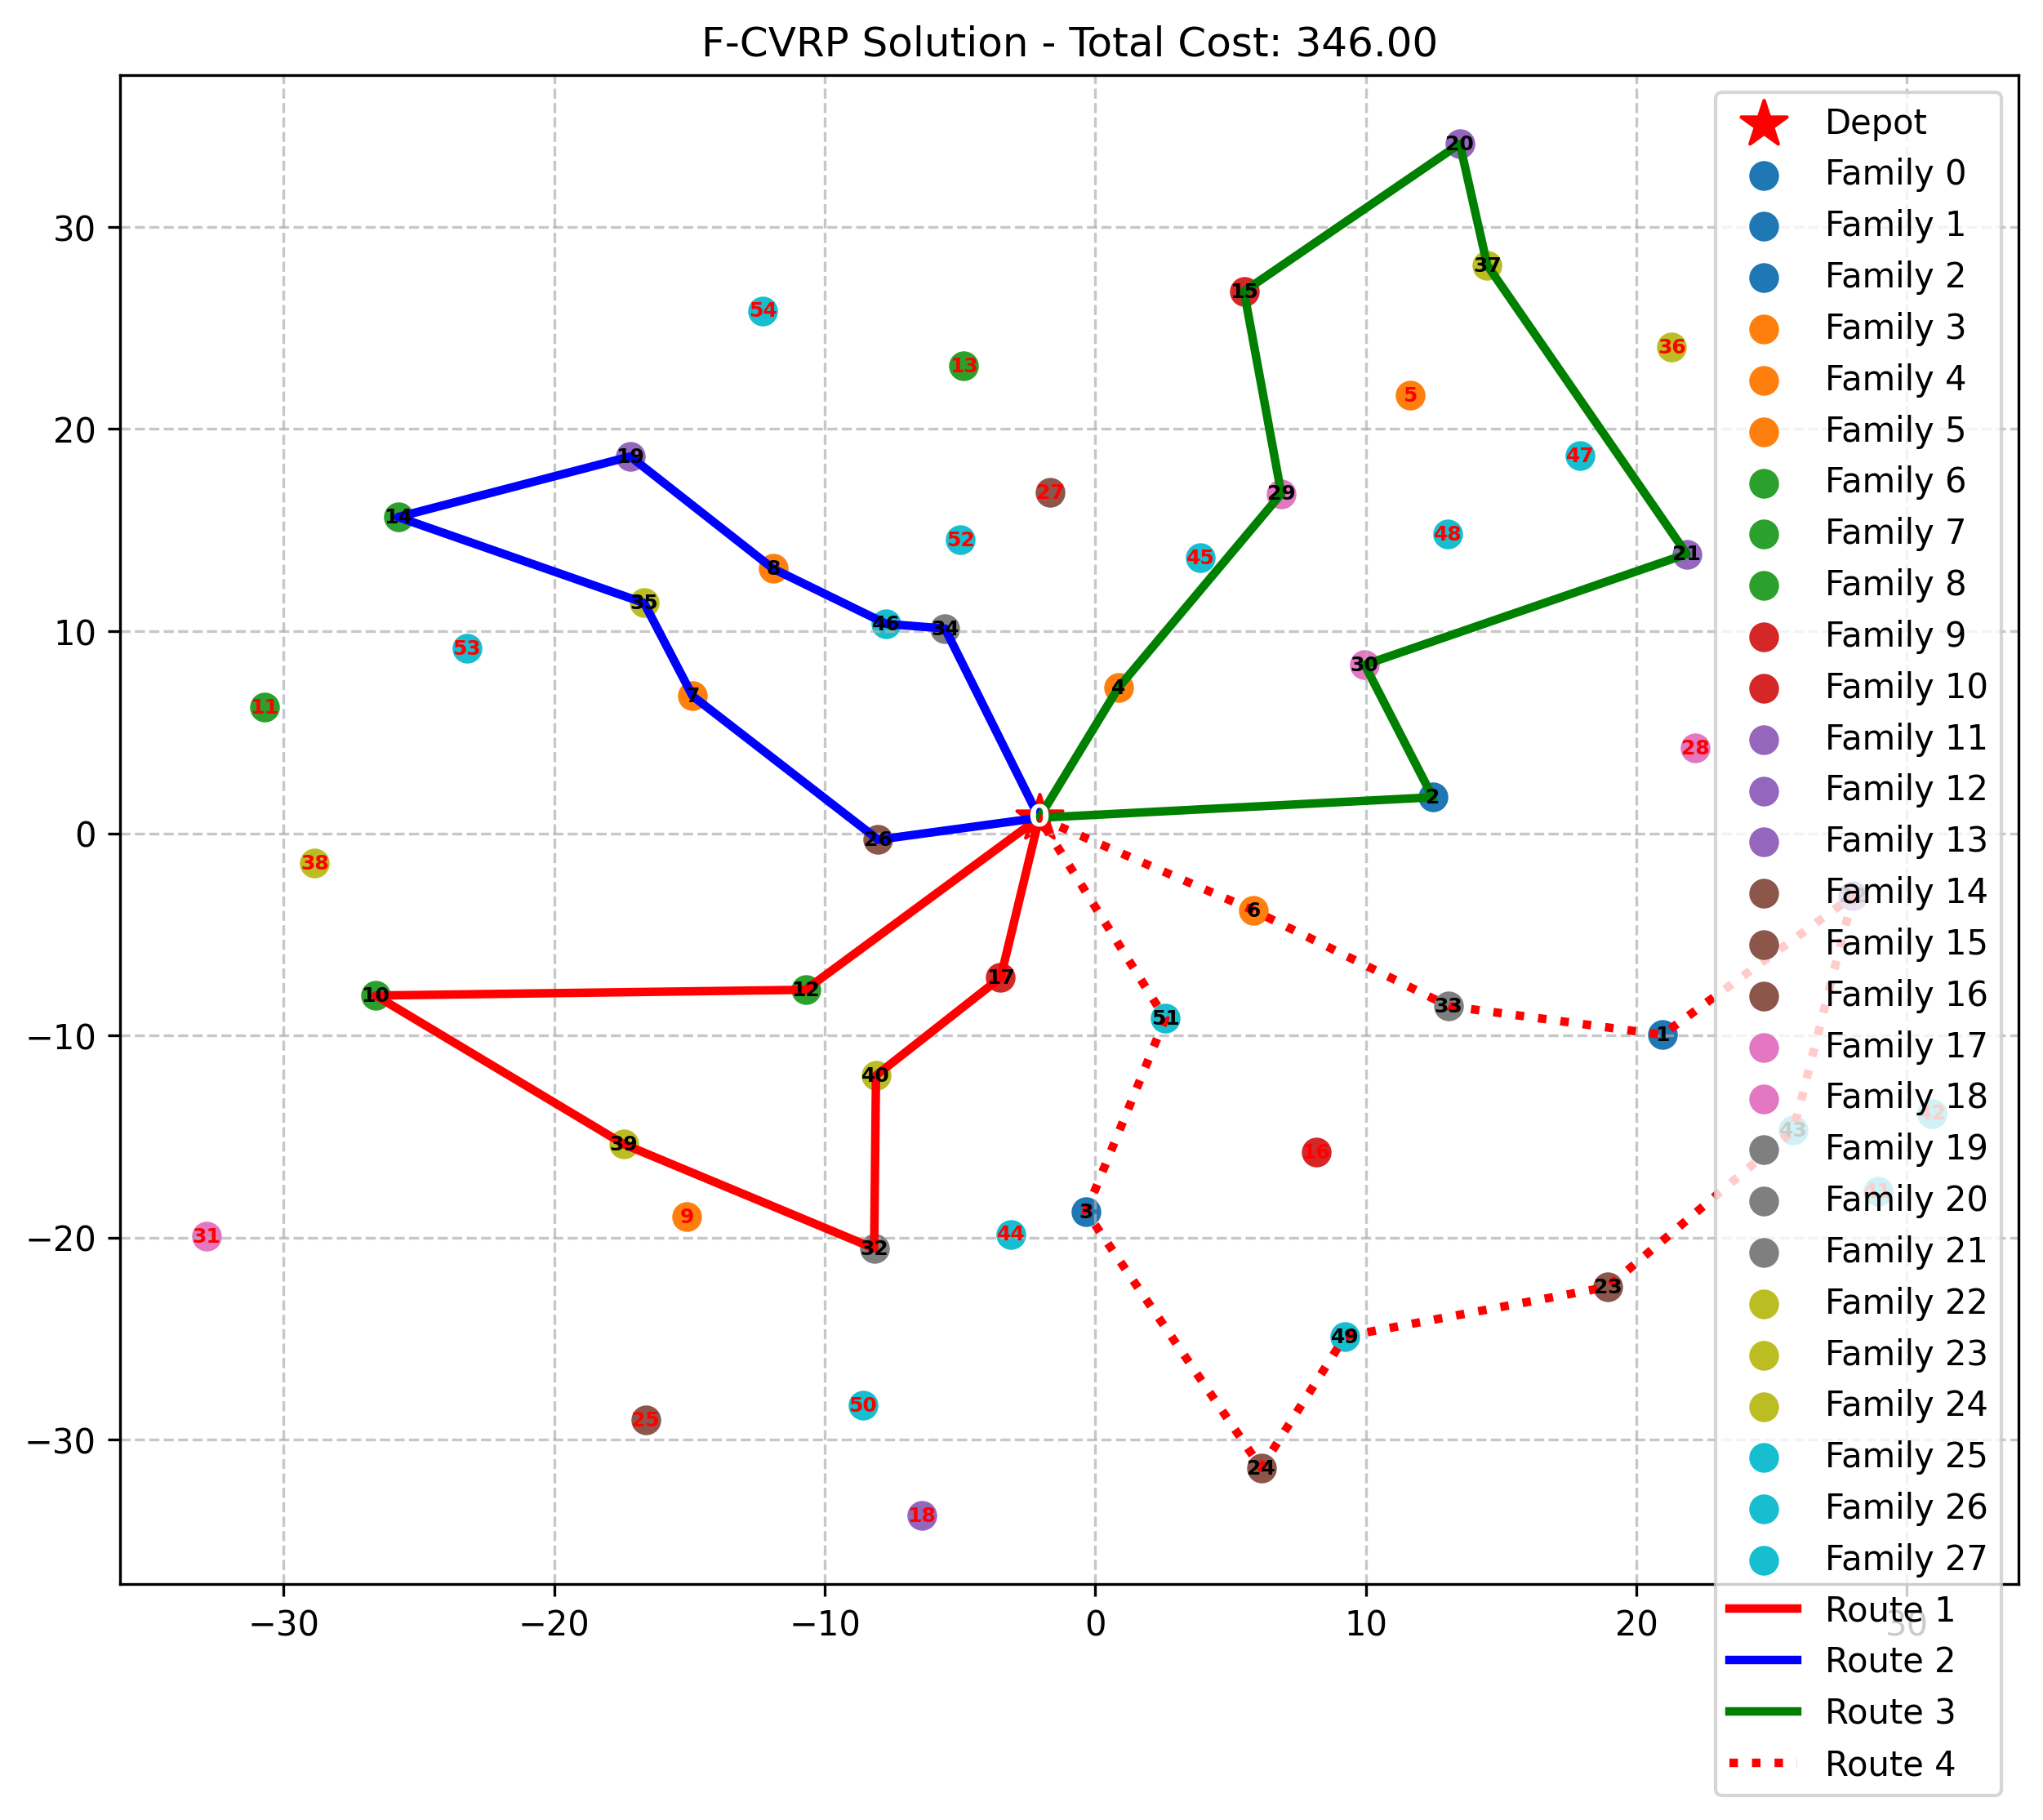 F-CVRP Solution - Total Cost: 346.00
Depot
Family 0
Family 1
Family 2
Family 3
Family 4
Family 5
Family 6
Family 7
Family 8
Family 9
Family 10
Family 11
Family 12
Family 13
Family 14
Family 15
Family 16
Family 17
Family 18
Family 19
Family 20
Family 21
Family 22
Family 23
Family 24
Family 25
Family 26
Family 27
Route 1
Route 2
Route 3
Route 4
30
20
10
0
−10
−20
−30
−30
−20
−10
0
10
20
30
20
37
15
54
13
36
5
19
47
27
29
14
52
48
45
8
21
35
46
34
53
30
7
4
11
28
2
0
26
38
6
17
12
10
33
51
1
40
42
43
39
16
41
3
31
9
44
32
23
49
50
25
24
18